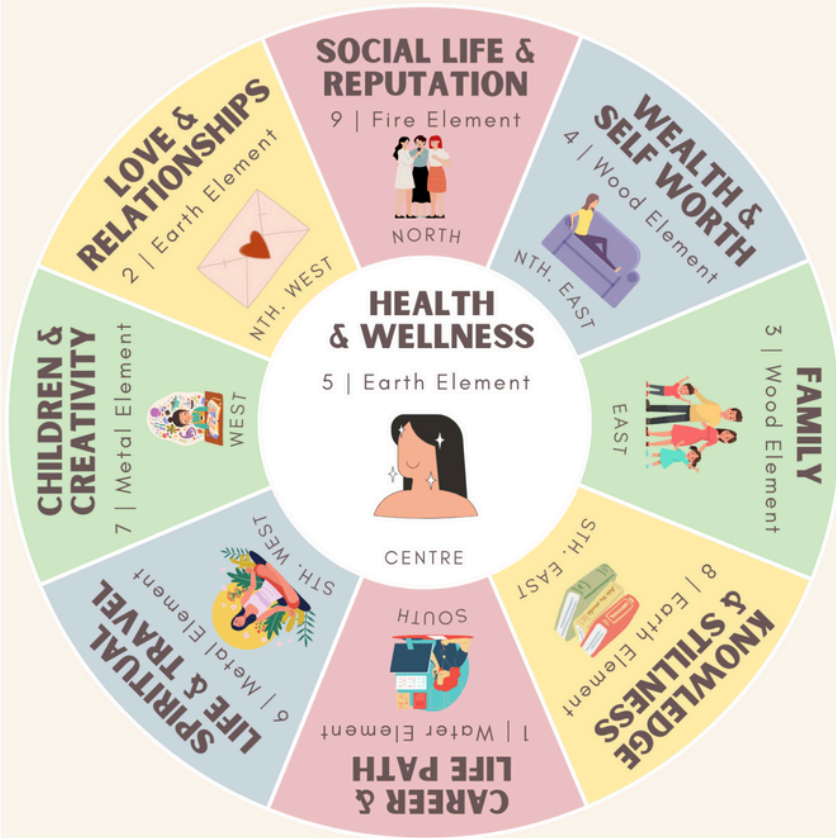 SOCIAL LIFE &
REPUTATION
9 | Fire Element
NORTH
WEALTH &
SELF WORTH
4 | Wood Element
NTH. EAST
FAMILY
3 | Wood Element
EAST
KNOWLEDGE
& STILLNESS
8 | Earth Element
STH. EAST
CAREER &
LIFE PATH
1 | Water Element
SOUTH
SPIRITUAL
LIFE & TRAVEL
6 | Metal Element
STH. WEST
CHILDREN &
CREATIVITY
7 | Metal Element
WEST
LOVE &
RELATIONSHIPS
2 | Earth Element
NTH. WEST
HEALTH
& WELLNESS
5 | Earth Element
CENTRE